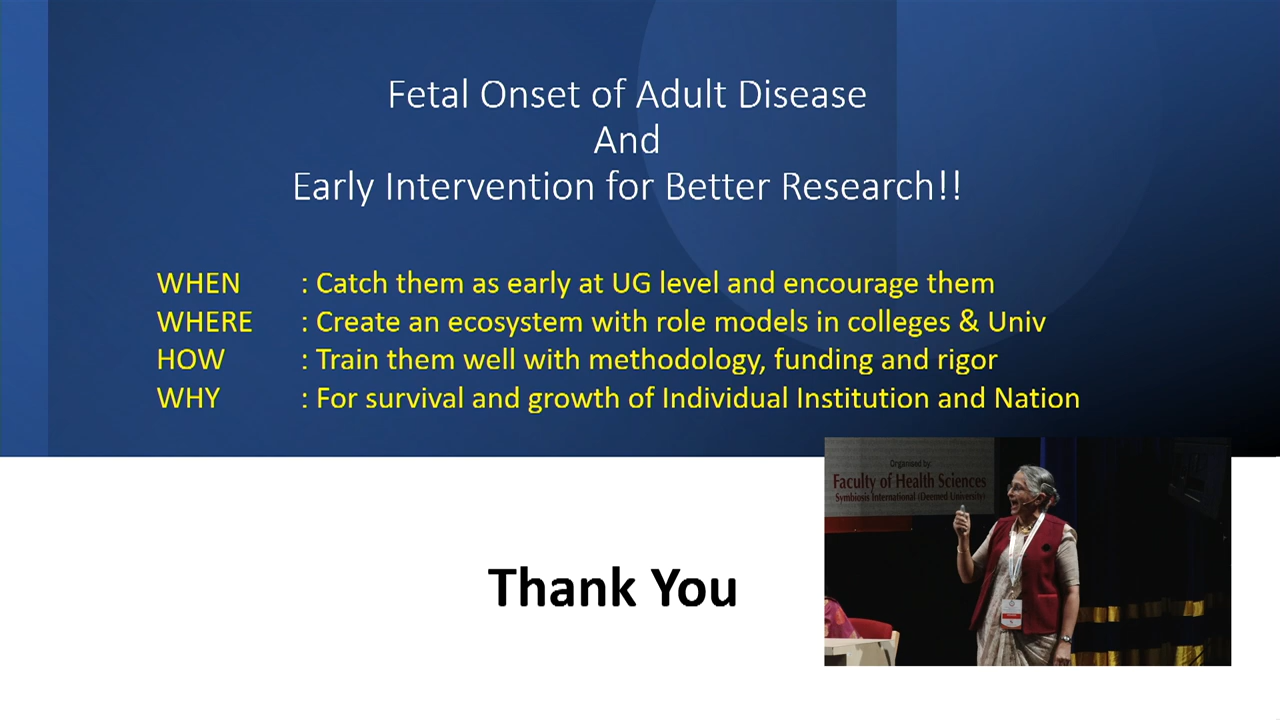 Fetal Onset of Adult Disease
And
Early Intervention for Better Research!!
WHEN : Catch them as early at UG level and encourage them
WHERE : Create an ecosystem with role models in colleges & Univ
HOW : Train them well with methodology, funding and rigor
WHY : For survival and growth of Individual Institution and Nation
Thank You
Organised by:
Faculty of Health Sciences
Symbiosis International (Deemed University)